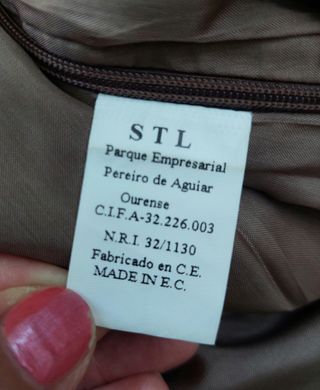 STL
Parque Empresarial
Pereiro de Aguiar
Ourense
C.I.F.A-32.226.003
N.R.I. 32/1130
Fabricado en C.E.
MADE IN E.C.